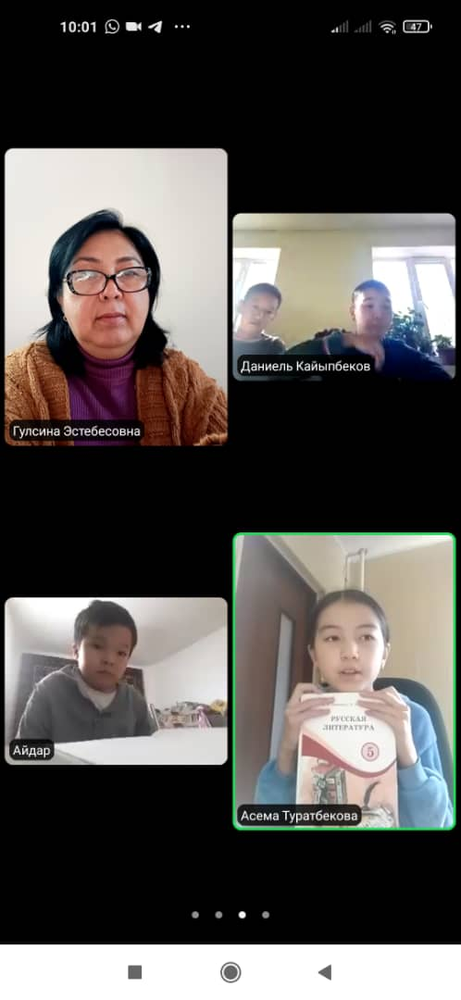 10:01
47
Гулсина Эстебесовна
Даниель Кайыпбеков
Айдар
РУССКАЯ
ЛИТЕРАТУРА
5
Асема Туратбекова